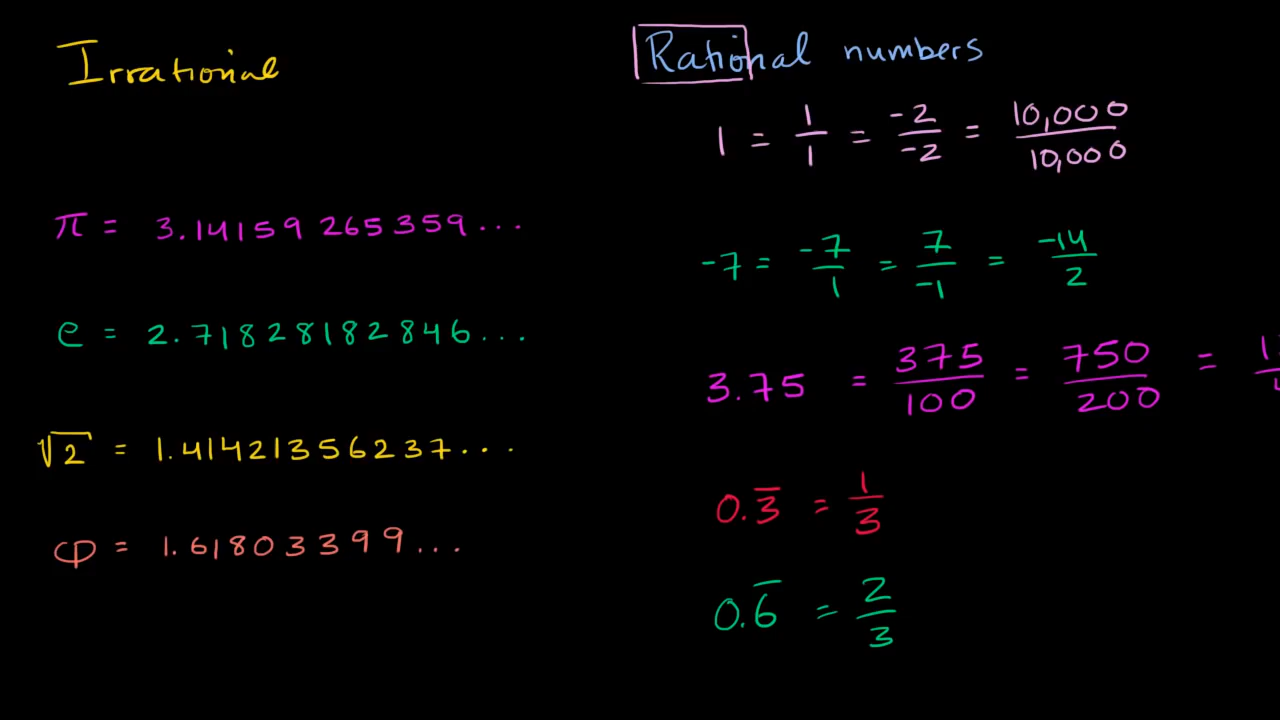 Irrational
π = 3.14159 265359...
e = 2.71828182846...
√2 = 1.41421356237...
φ = 1.61803399...
Rational numbers
1 = 1/1 = -2/-2 = 10,000/10,000
-7 = -7/1 = 7/-1 = -14/2
3.75 = 375/100 = 750/200 =
0.3̅ = 1/3
0.6̅ = 2/3